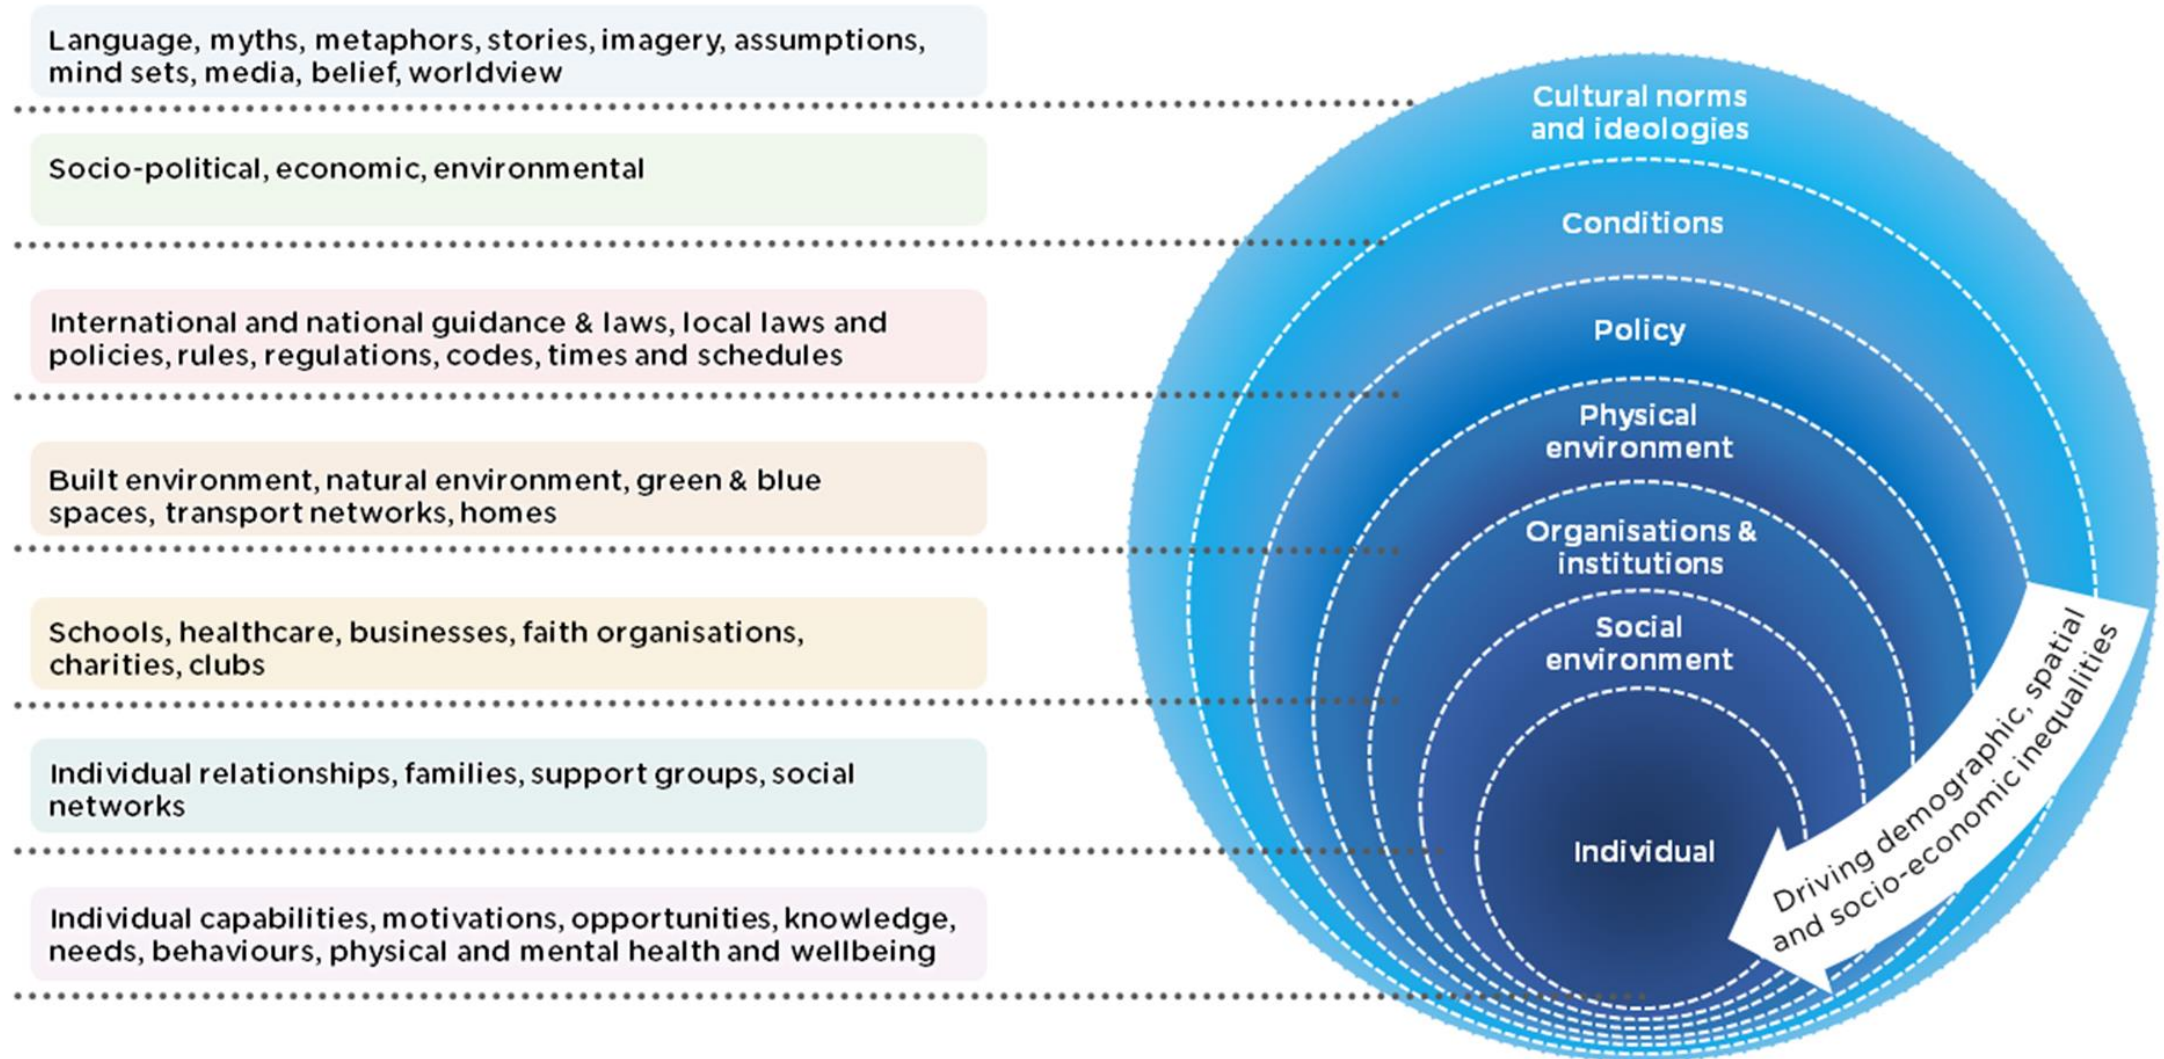 Language, myths, metaphors, stories, imagery, assumptions,
mind sets, media, belief, worldview
Socio-political, economic, environmental
International and national guidance & laws, local laws and
policies, rules, regulations, codes, times and schedules
Built environment, natural environment, green & blue
spaces, transport networks, homes
Schools, healthcare, businesses, faith organisations,
charities, clubs
Individual relationships, families, support groups, social
networks
Individual capabilities, motivations, opportunities, knowledge,
needs, behaviours, physical and mental health and wellbeing
Cultural norms
and ideologies
Conditions
Policy
Physical
environment
Organisations &
institutions
Social
environment
Individual
Driving demographic, spatial
and socio-economic inequalities